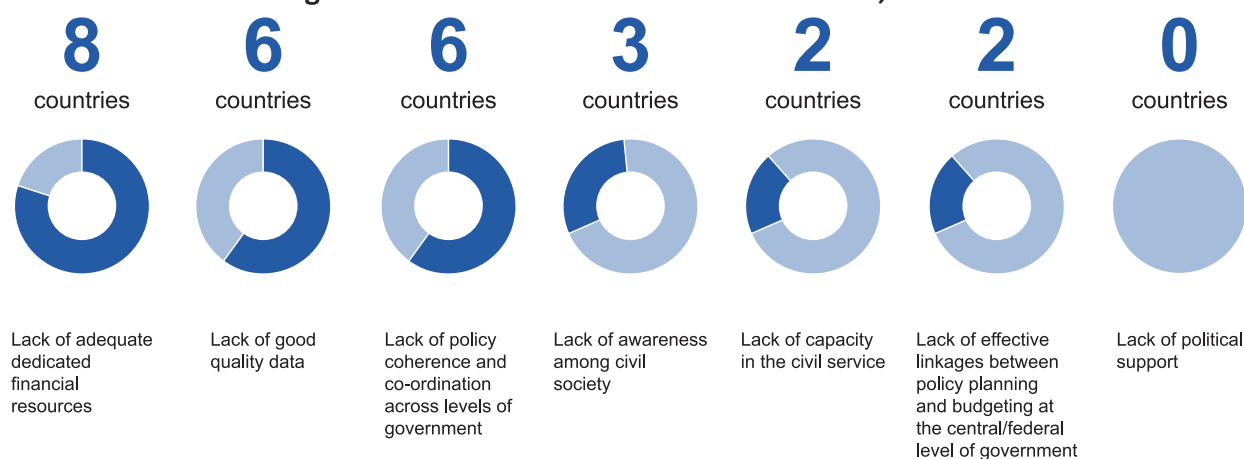 8
countries
6
countries
6
countries
3
countries
2
countries
2
countries
0
countries
Lack of adequate
dedicated
financial
resources
Lack of good
quality data
Lack of policy
coherence and
co-ordination
across levels of
government
Lack of awareness
among civil
society
Lack of capacity
in the civil service
Lack of effective
linkages between
policy planning
and budgeting at
the central/federal
level of government
Lack of political
support